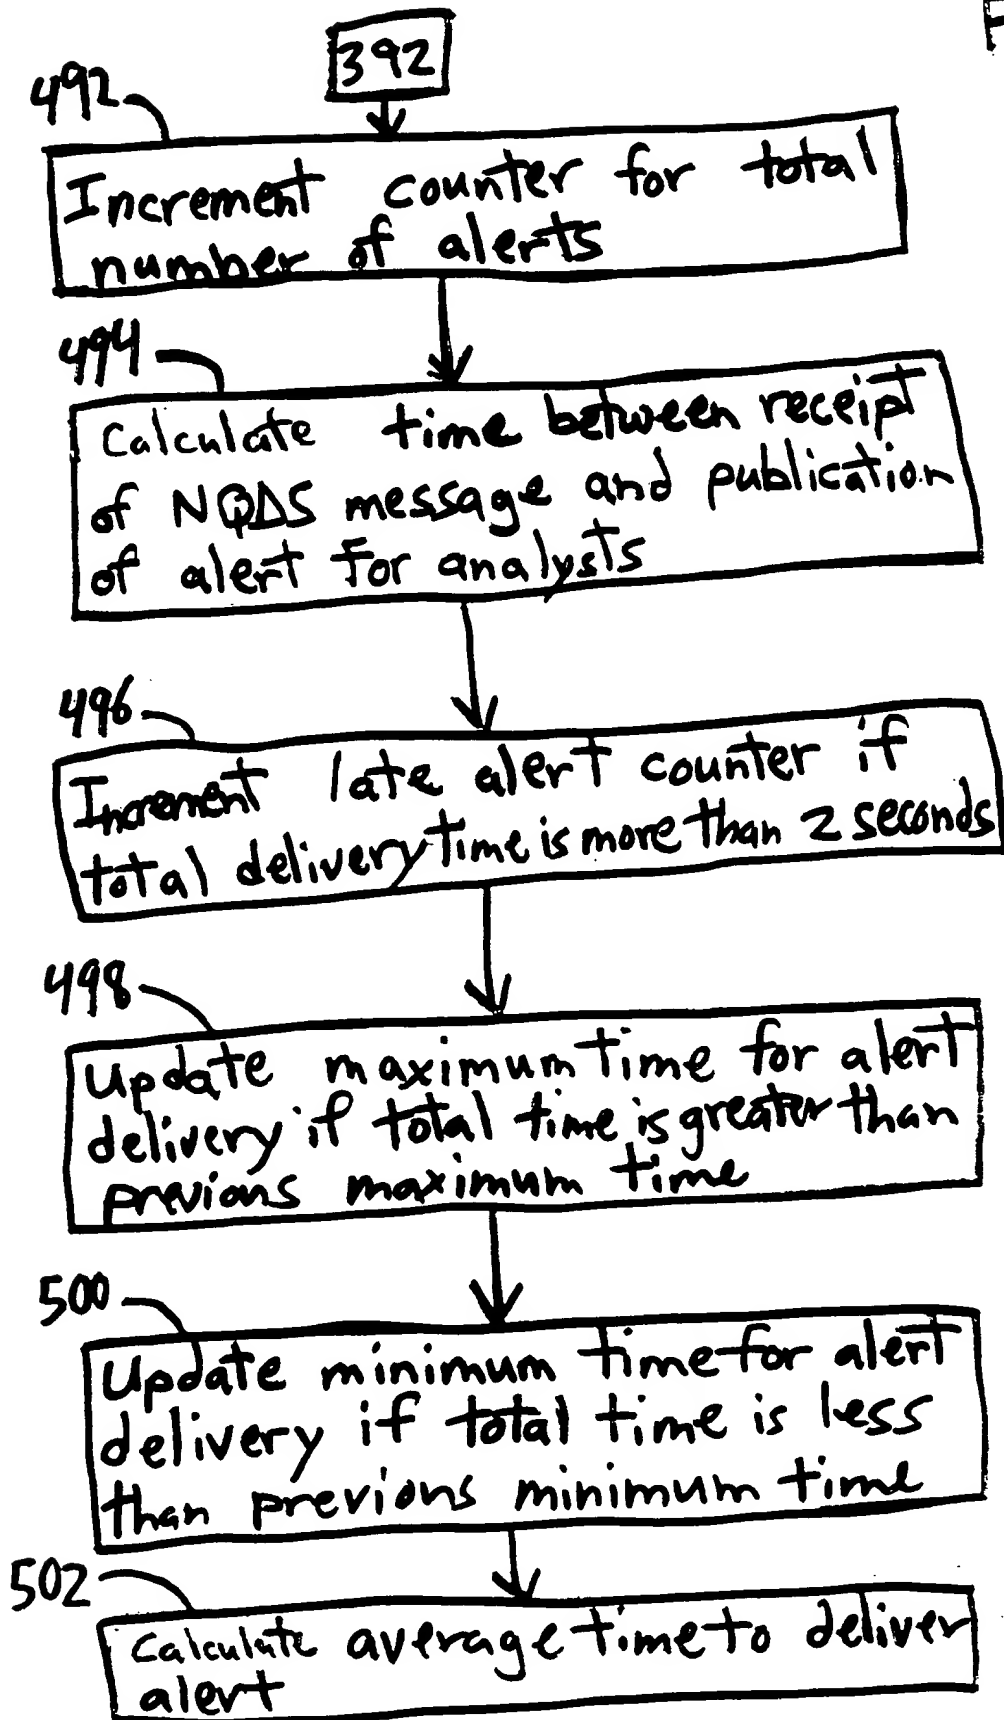 392
492
Increment counter for total
number of alerts
494
Calculate time between receipt
of NQDS message and publication
of alert for analysts
496
Increment late alert counter if
total delivery time is more than 2 seconds
498
Update maximum time for alert
delivery if total time is greater than
previous maximum time
500
Update minimum time for alert
delivery if total time is less
than previous minimum time
502
Calculate average time to deliver
alert